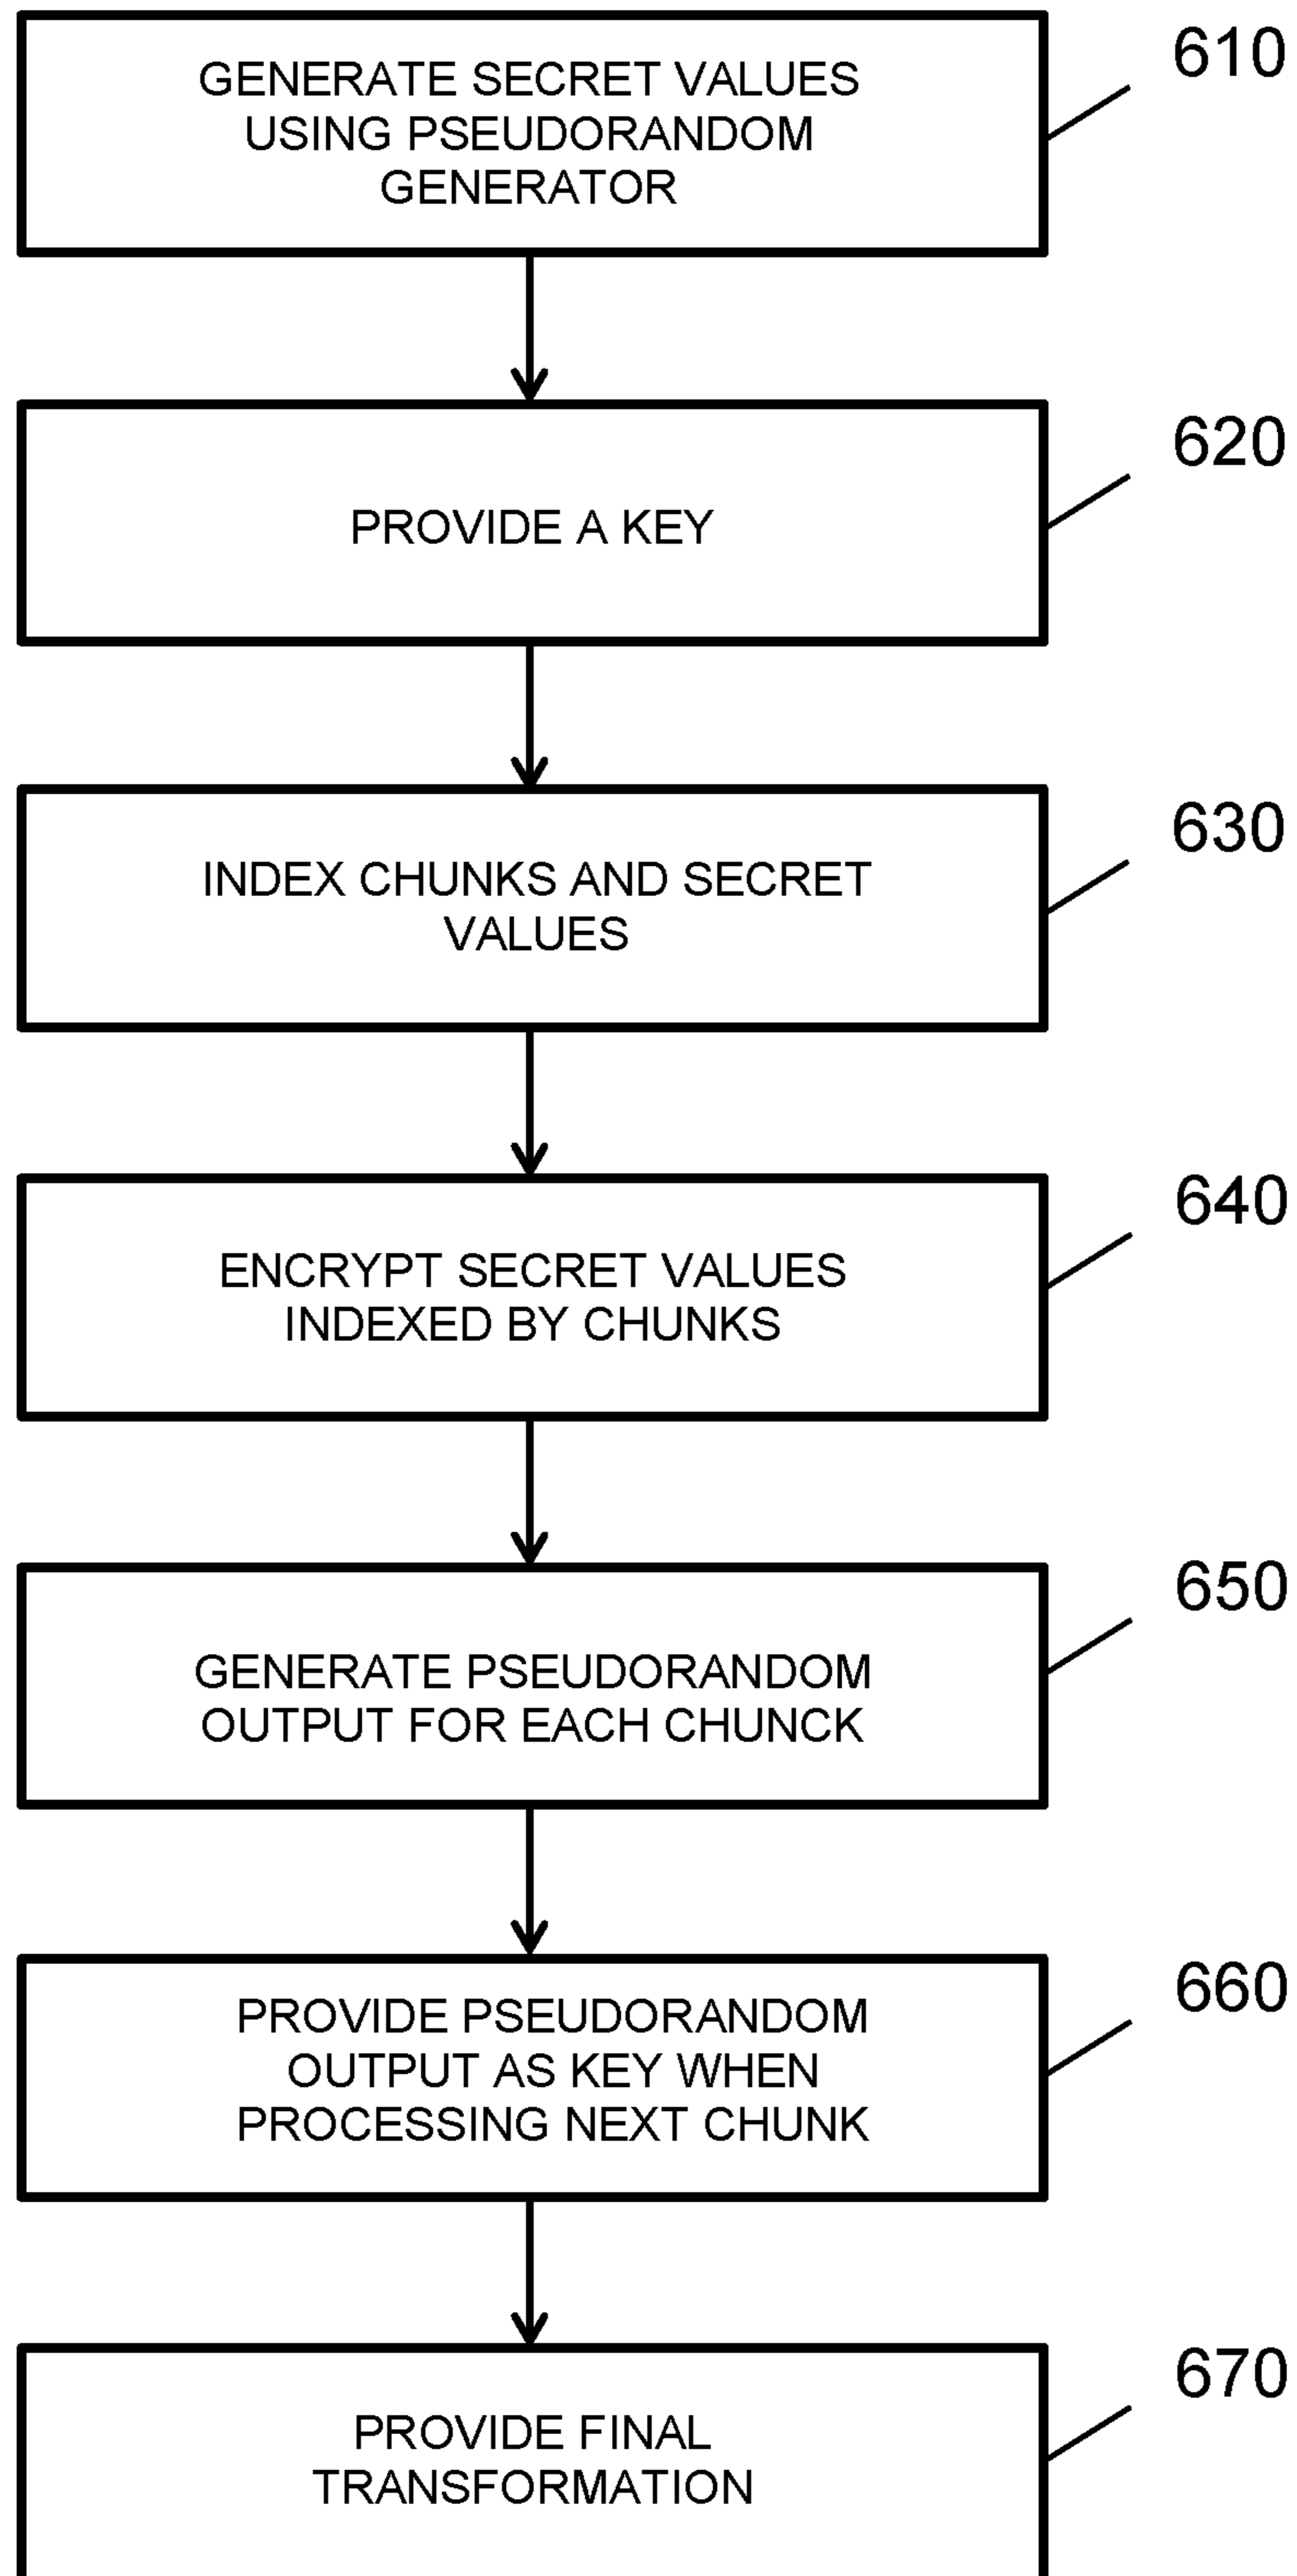 610
GENERATE SECRET VALUES
USING PSEUDORANDOM
GENERATOR
620
PROVIDE A KEY
630
INDEX CHUNKS AND SECRET
VALUES
640
ENCRYPT SECRET VALUES
INDEXED BY CHUNKS
650
GENERATE PSEUDORANDOM
OUTPUT FOR EACH CHUNCK
660
PROVIDE PSEUDORANDOM
OUTPUT AS KEY WHEN
PROCESSING NEXT CHUNK
670
PROVIDE FINAL
TRANSFORMATION